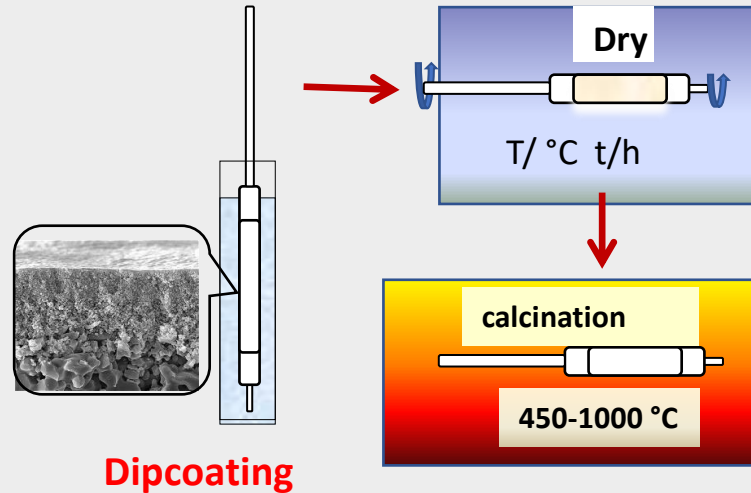 Dry
T/ °C t/h
calcination
450-1000 °C
Dipcoating